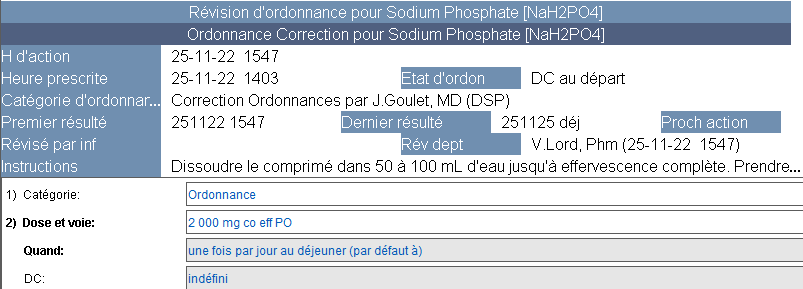 Révision d'ordonnance pour Sodium Phosphate [NaH2PO4]
Ordonnance Correction pour Sodium Phosphate [NaH2PO4]
H d'action 25-11-22 1547
Heure prescrite 25-11-22 1403 Etat d'ordon DC au départ
Catégorie d'ordonnar... Correction Ordonnances par J.Goulet, MD (DSP)
Premier résulté 251122 1547 Dernier résulté 251125 déj Proch action
Révisé par inf Rév dept V.Lord, Phm (25-11-22 1547)
Instructions Dissoudre le comprimé dans 50 à 100 mL d'eau jusqu'à effervescence complète. Prendre...
1) Catégorie: Ordonnance
2) Dose et voie: 2 000 mg co eff PO
Quand: une fois par jour au déjeuner (par défaut à)
DC: indéfini